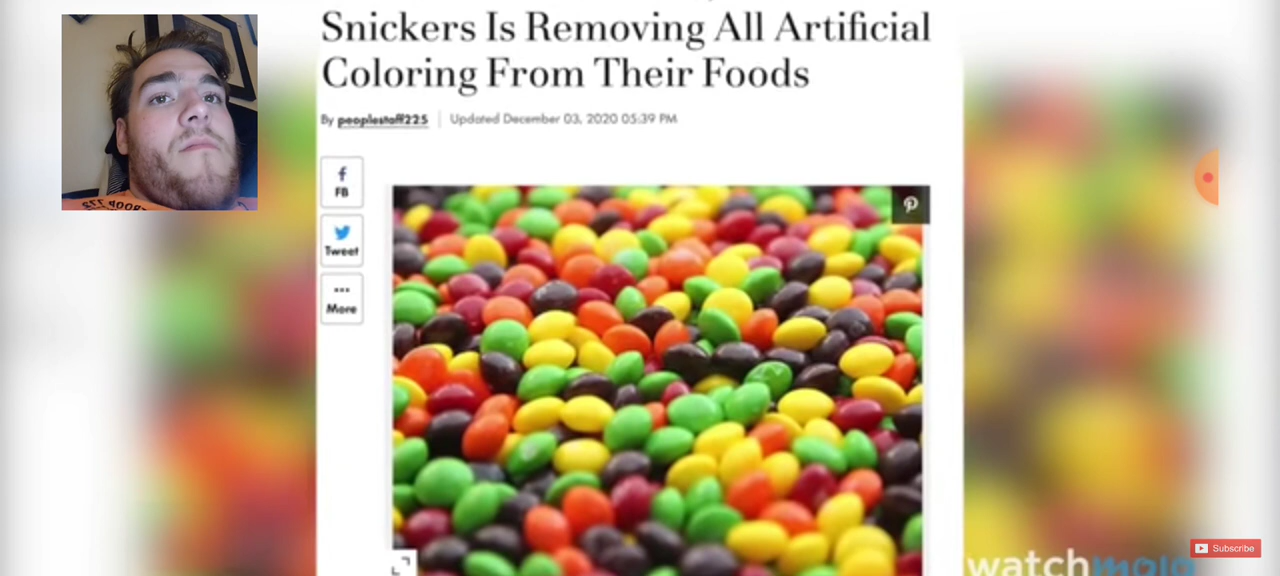 Snickers Is Removing All Artificial
Coloring From Their Foods
By peoplestaff225 Updated December 03, 2020 05:39 PM
FB
Tweet
More
Subscribe
watchmojo